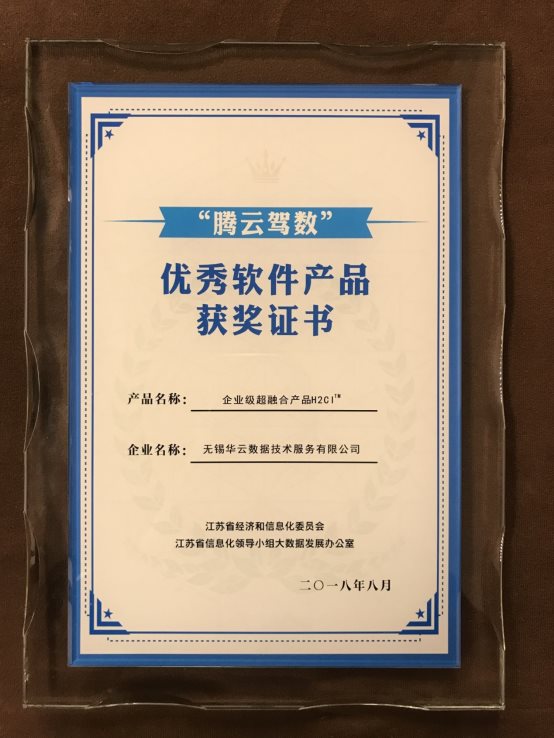 “腾云驾数”
优秀软件产品
获奖证书
产品名称： 企业级超融合产品H2CI™
企业名称： 无锡华云数据技术服务有限公司
江苏省经济和信息化委员会
江苏省信息化领导小组大数据发展办公室
二〇一八年八月